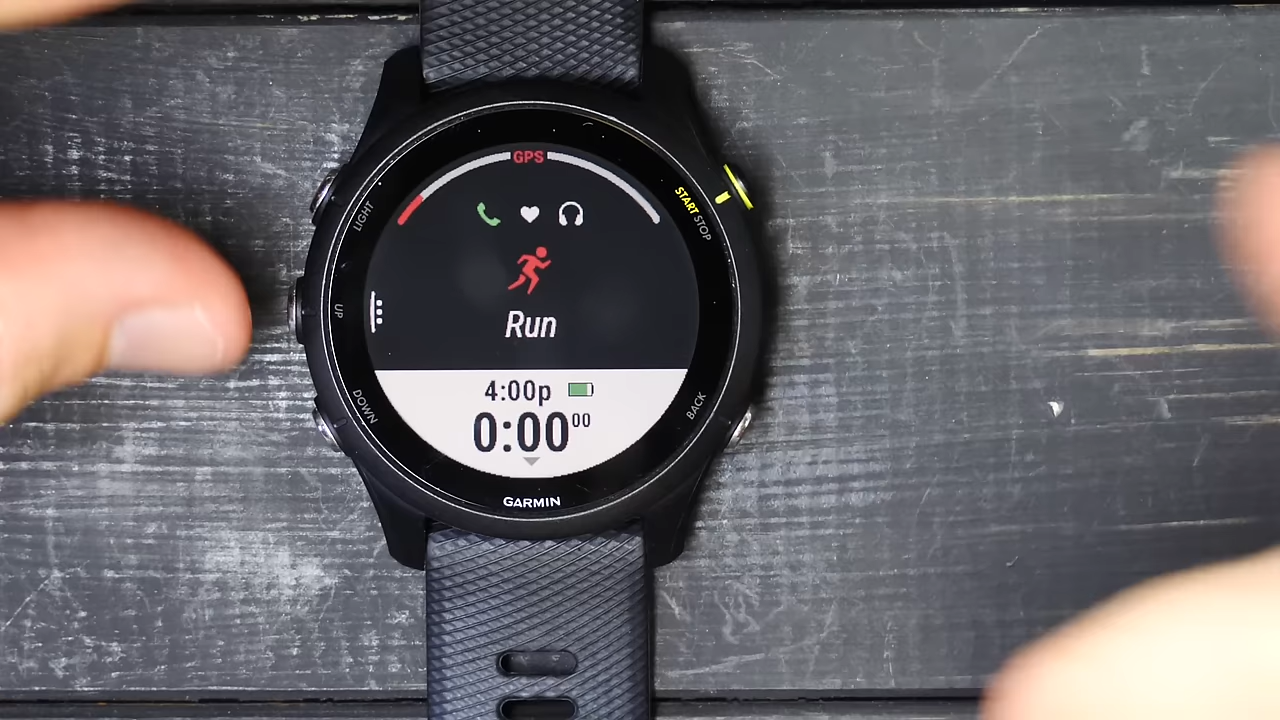 GPS
START STOP
LIGHT
UP
Run
DOWN
BACK
4:00p
0:00 00
GARMIN